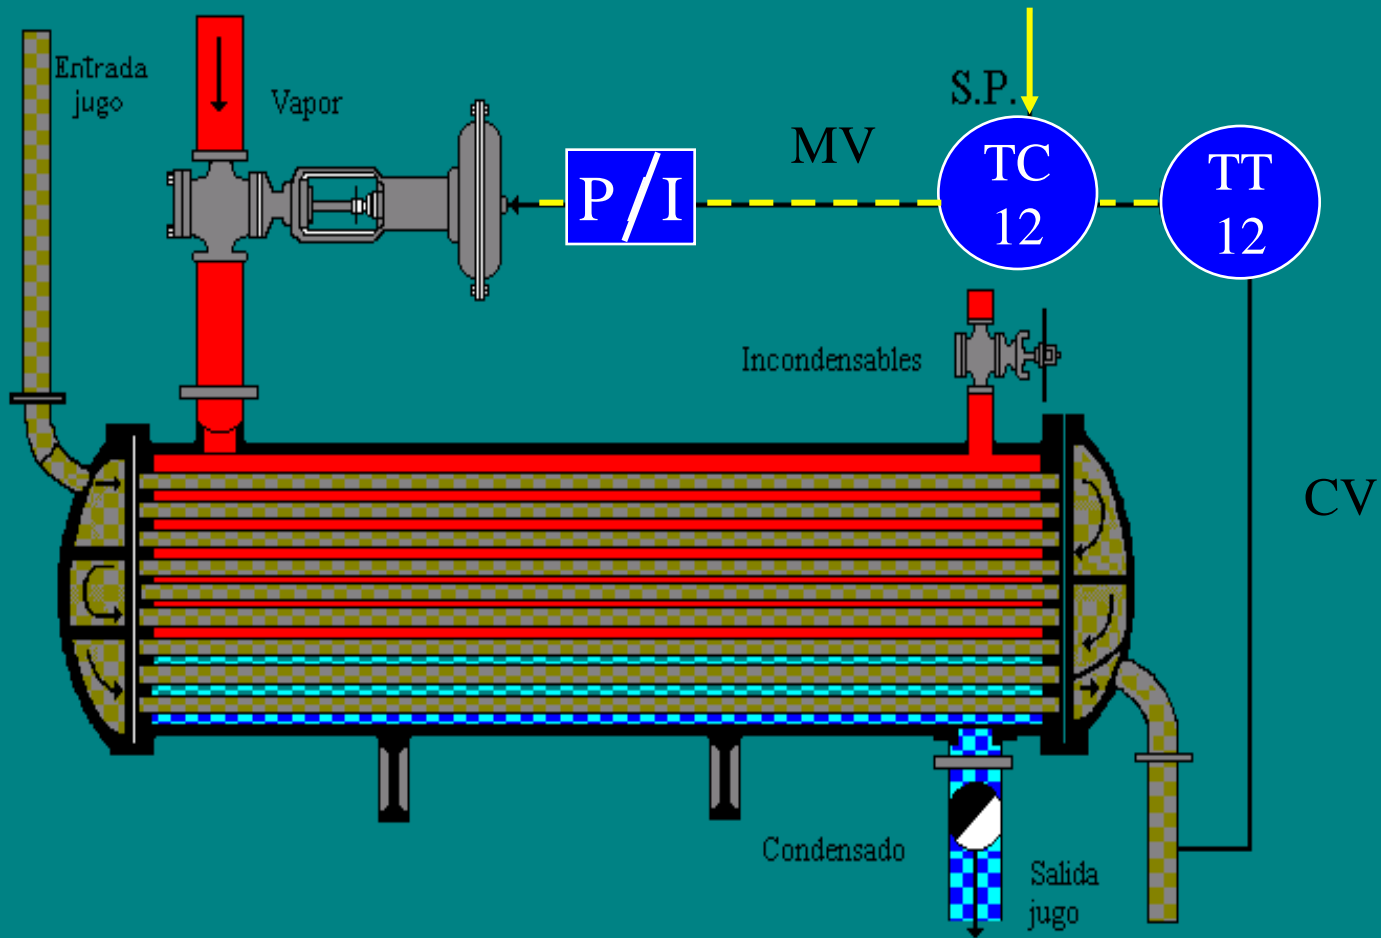 Entrada
jugo
Vapor
S.P.
MV
P/I
TC
12
TT
12
Incondensables
CV
Condensado
Salida
jugo